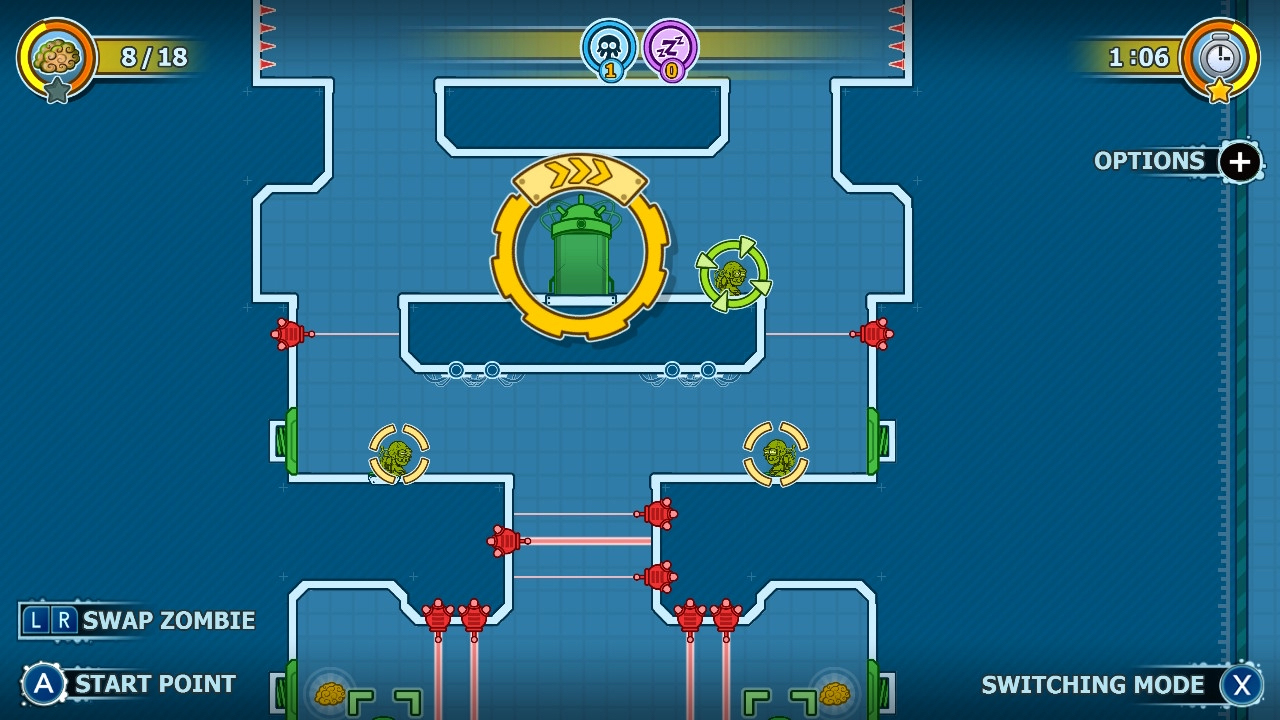 8/18
1
Z Z Z
0
1:06
OPTIONS +
L R SWAP ZOMBIE
A START POINT
SWITCHING MODE X